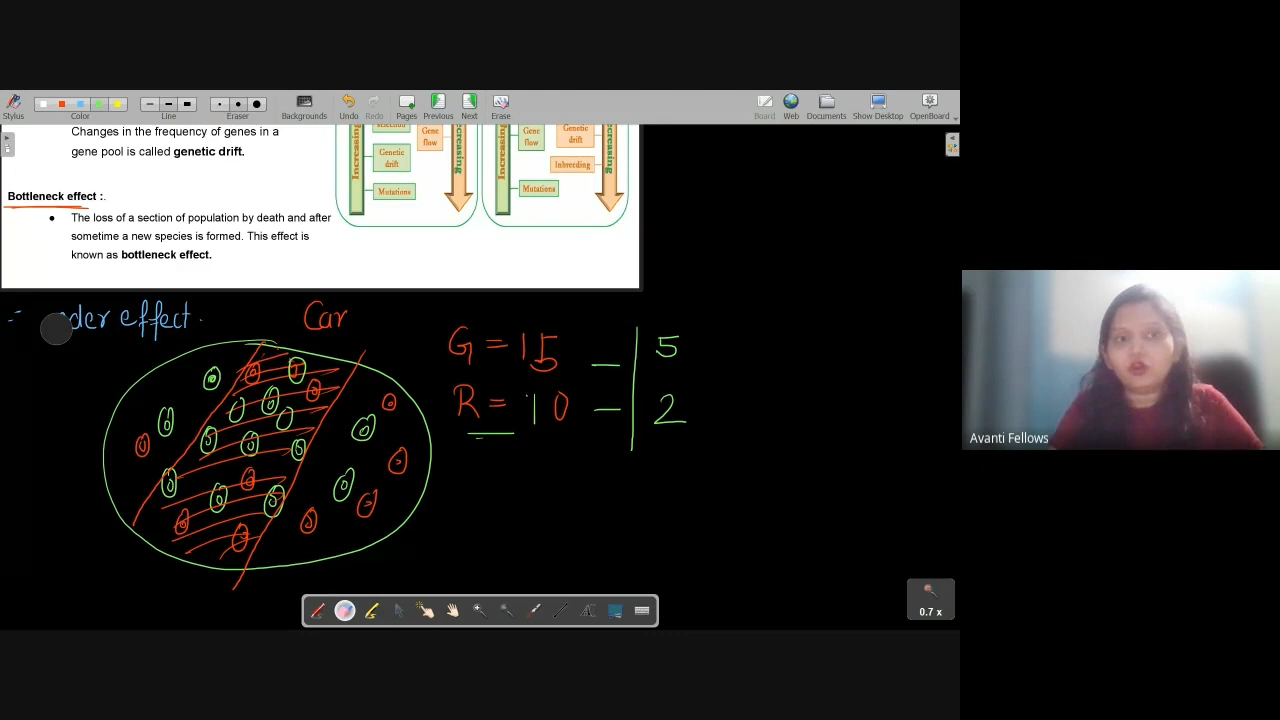 Stylus
Color
Line
Eraser
Backgrounds
Undo
Redo
Pages
Previous
Next
Erase
Board
Web
Documents
Show Desktop
OpenBoard
Changes in the frequency of genes in a
gene pool is called genetic drift.
Bottleneck effect :.
The loss of a section of population by death and after
sometime a new species is formed. This effect is
known as bottleneck effect.
Increasing
Genetic
drift
Mutations
Gene
flow
Gene
flow
Mutations
Genetic
drift
Inbreeding
effect.
Car
G = 15 — 5
R = 10 — 2
Avanti Fellows
0.7 x